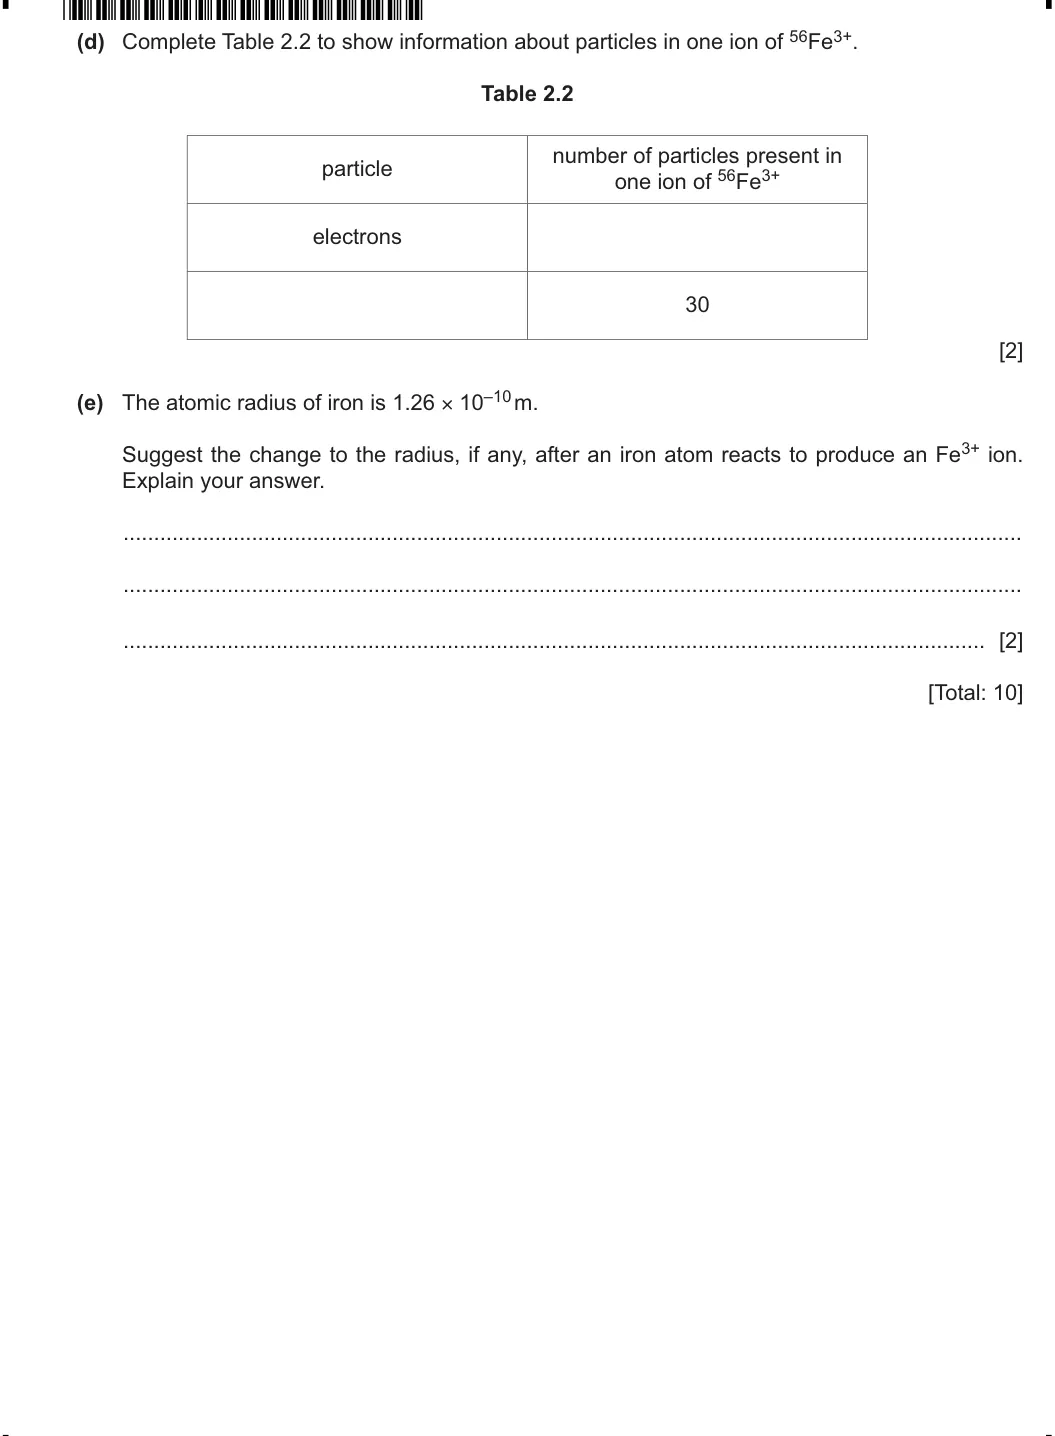 (d) Complete Table 2.2 to show information about particles in one ion of ⁵⁶Fe³⁺.
Table 2.2
particle
number of particles present in
one ion of ⁵⁶Fe³⁺
electrons
30
[2]
(e) The atomic radius of iron is 1.26 × 10⁻¹⁰ m.
Suggest the change to the radius, if any, after an iron atom reacts to produce an Fe³⁺ ion.
Explain your answer.
..........................................................................................................................................
..........................................................................................................................................
.................................................................................................................................... [2]
[Total: 10]